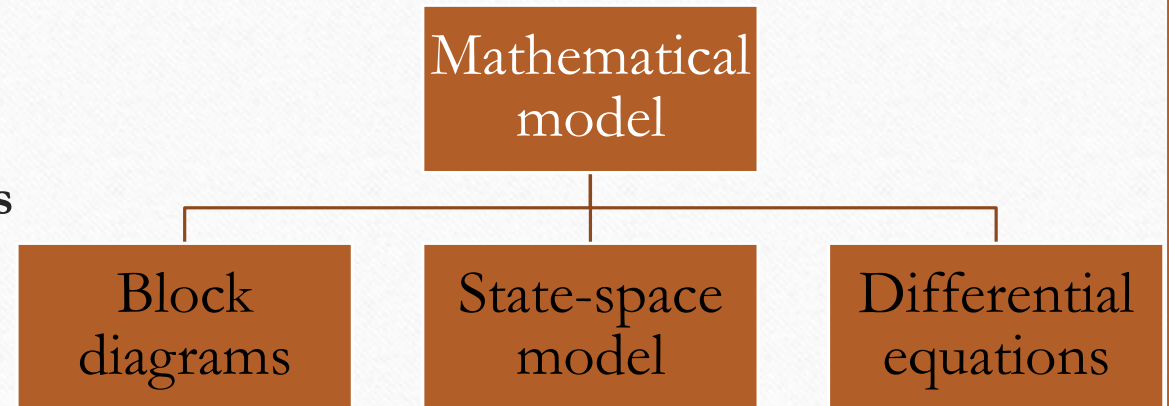 Mathematical
model
s
Block
diagrams
State-space
model
Differential
equations